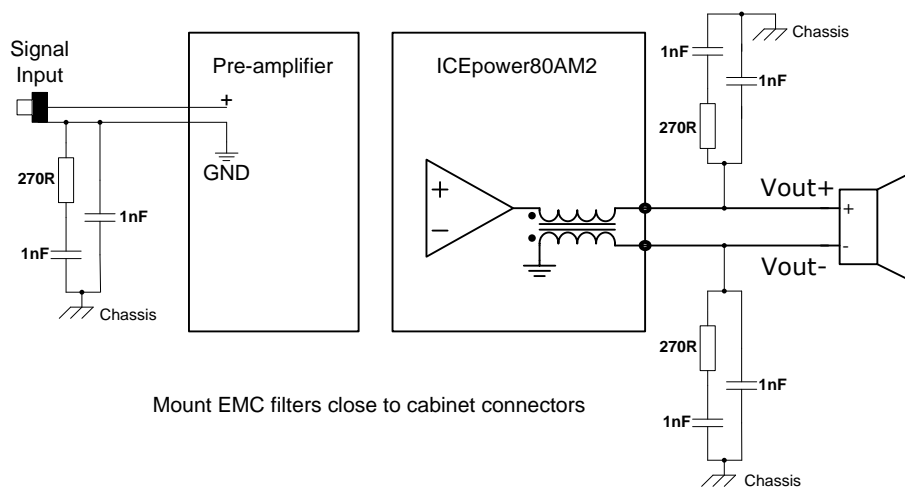 Signal
Input
Pre-amplifier
+
GND
270R
1nF
1nF
Chassis
ICEpower80AM2
+
−
1nF
Chassis
1nF
270R
Vout+
+
-
Vout-
270R
1nF
1nF
Chassis
Mount EMC filters close to cabinet connectors